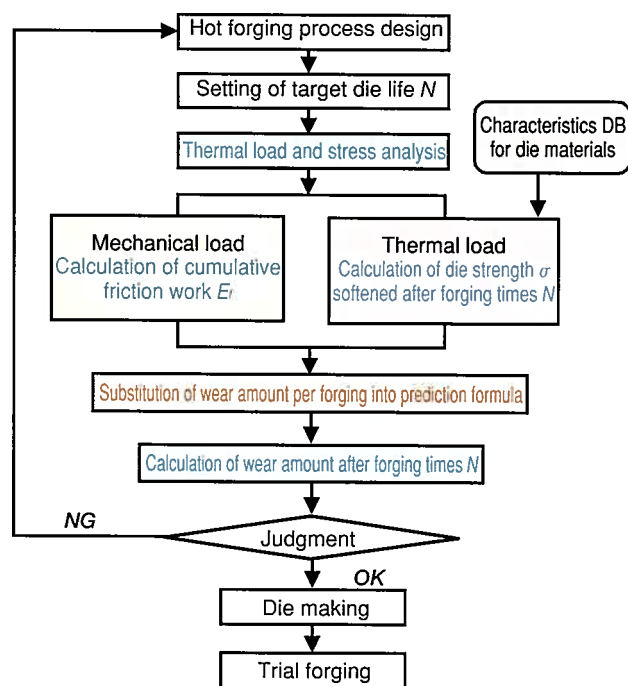 Hot forging process design
Setting of target die life N
Characteristics DB
for die materials
Thermal load and stress analysis
Mechanical load
Calculation of cumulative
friction work Ef
Thermal load
Calculation of die strength σ
softened after forging times N
Substitution of wear amount per forging into prediction formula
Calculation of wear amount after forging times N
NG
Judgment
OK
Die making
Trial forging